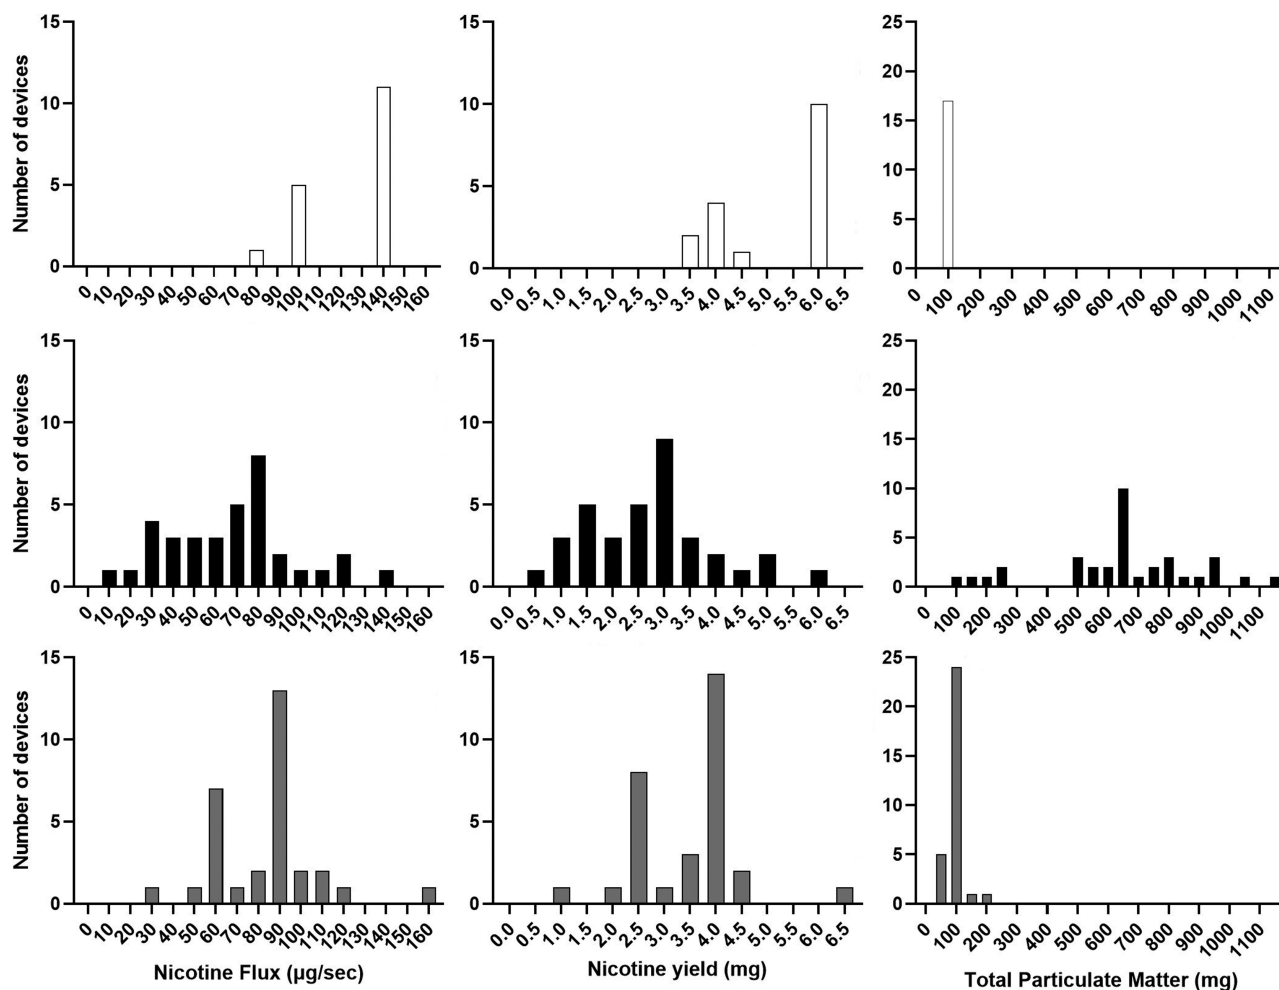 Number of devices
15
10
5
0
0 10 20 30 40 50 60 70 80 90 100 110 120 130 140 150 160
15
10
5
0
0.0 0.5 1.0 1.5 2.0 2.5 3.0 3.5 4.0 4.5 5.0 5.5 6.0 6.5
25
20
15
10
5
0
0 100 200 300 400 500 600 700 800 900 1000 1100
Number of devices
15
10
5
0
0 10 20 30 40 50 60 70 80 90 100 110 120 130 140 150 160
15
10
5
0
0.0 0.5 1.0 1.5 2.0 2.5 3.0 3.5 4.0 4.5 5.0 5.5 6.0 6.5
25
20
15
10
5
0
0 100 200 300 400 500 600 700 800 900 1000 1100
Number of devices
15
10
5
0
0 10 20 30 40 50 60 70 80 90 100 110 120 130 140 150 160
Nicotine Flux (µg/sec)
15
10
5
0
0.0 0.5 1.0 1.5 2.0 2.5 3.0 3.5 4.0 4.5 5.0 5.5 6.0 6.5
Nicotine yield (mg)
25
20
15
10
5
0
0 100 200 300 400 500 600 700 800 900 1000 1100
Total Particulate Matter (mg)